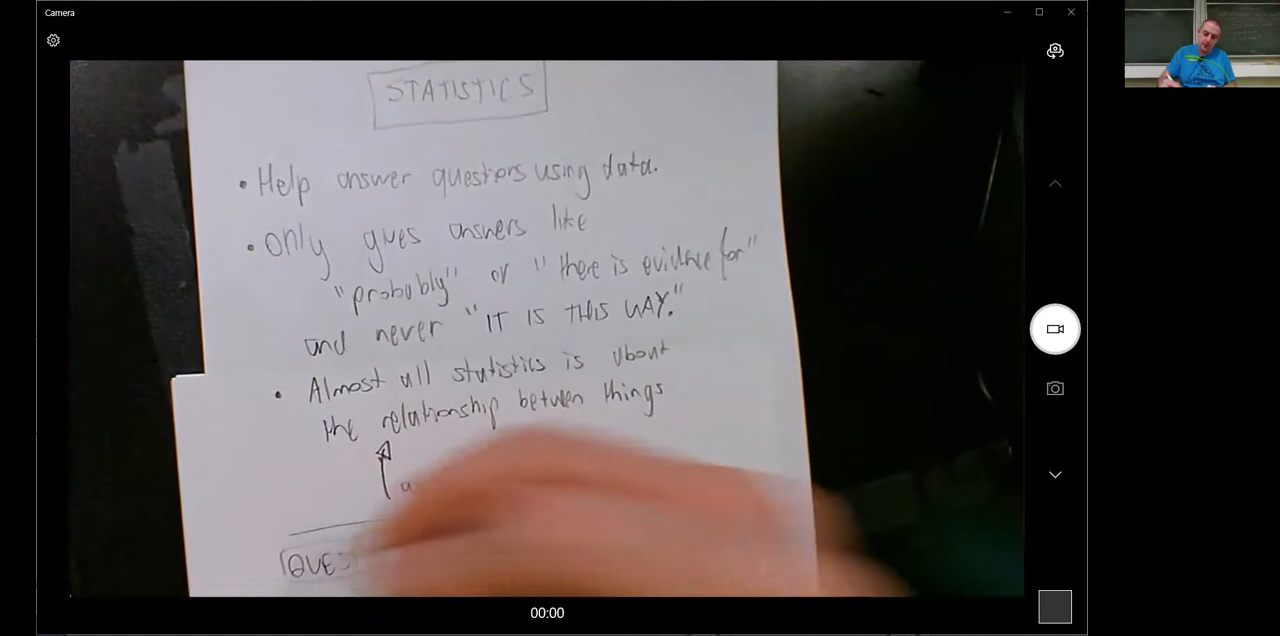 Camera
STATISTICS
• Help answer questions using data.
• Only gives answers like
"probably" or "there is evidence for"
and never "IT IS THIS WAY."
• Almost all statistics is about
the relationship between things
00:00